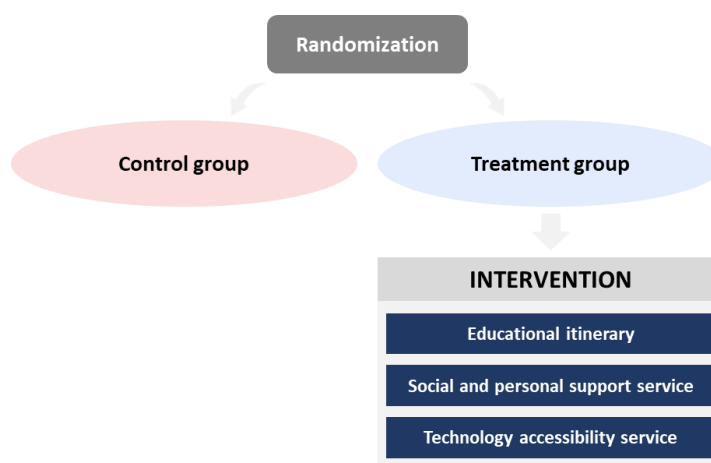 Randomization
Control group
Treatment group
INTERVENTION
Educational itinerary
Social and personal support service
Technology accessibility service